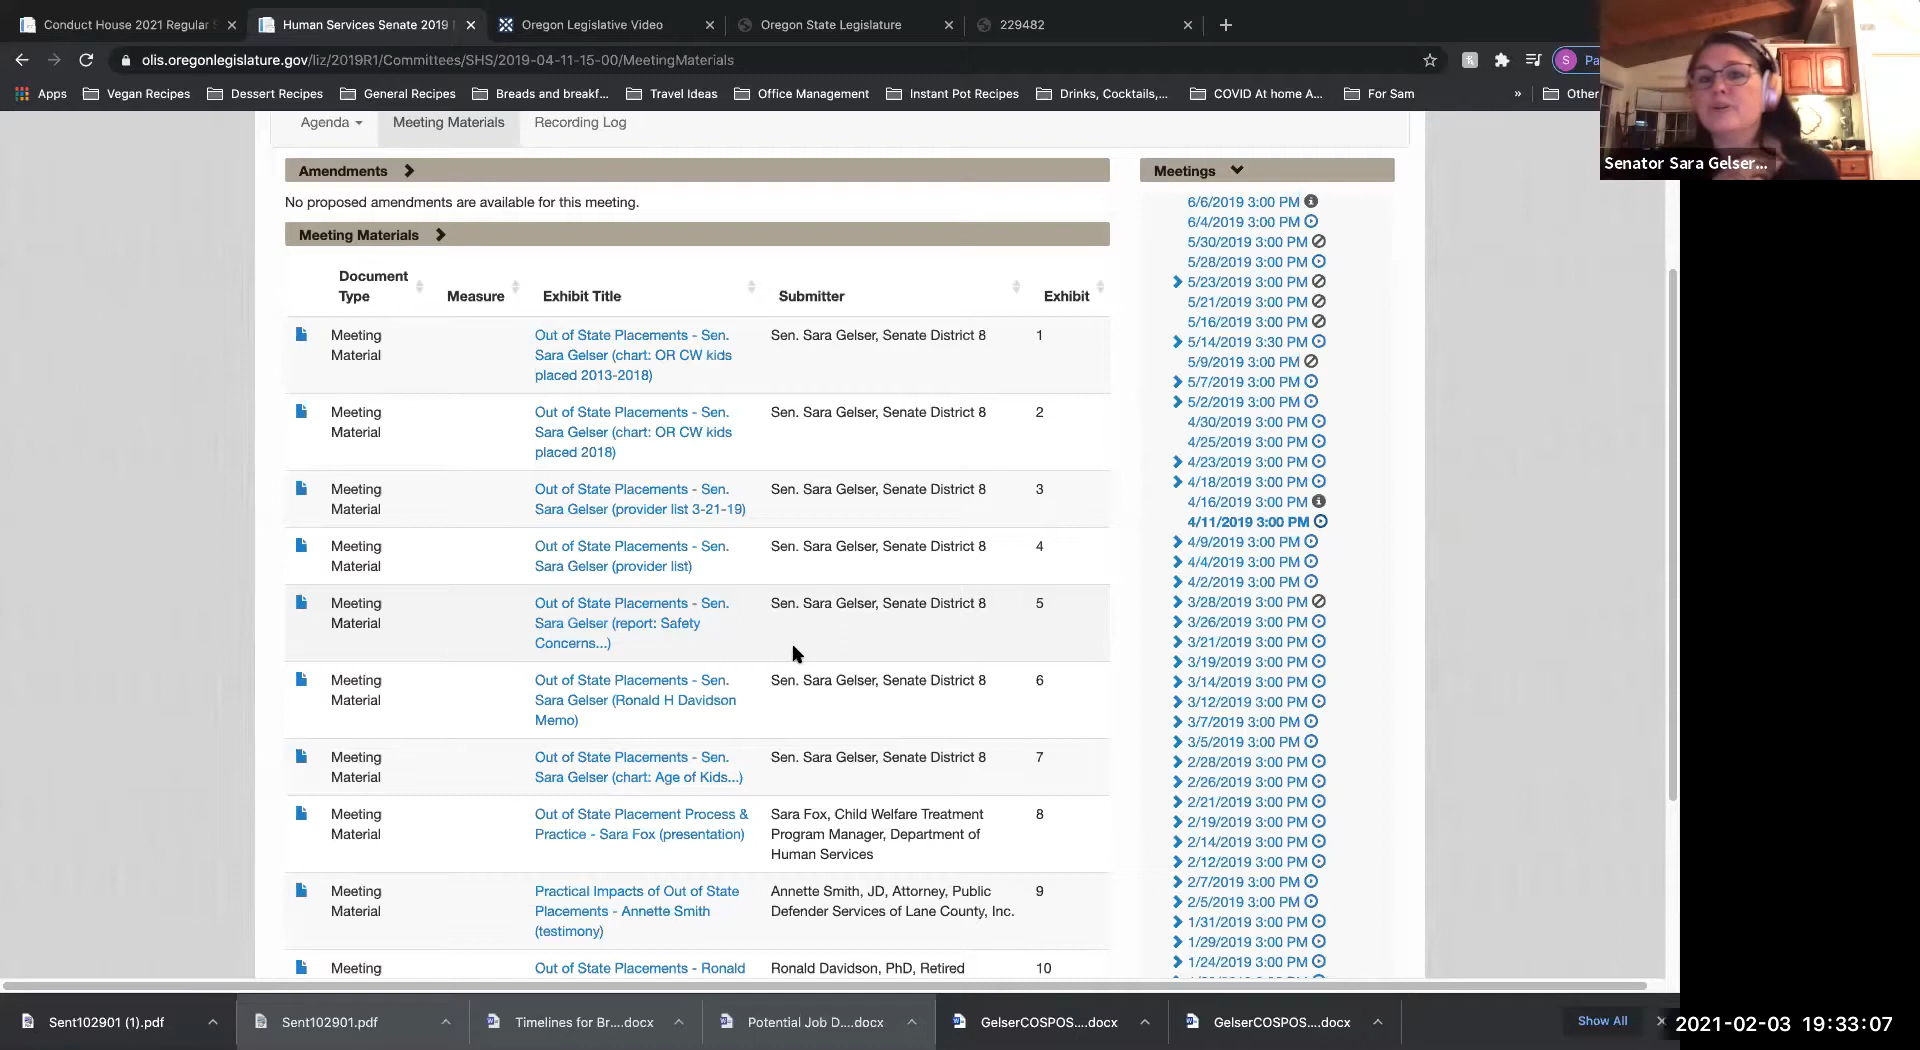 Conduct House 2021 Regular S
Human Services Senate 2019
Oregon Legislative Video
Oregon State Legislature
229482
olis.oregonlegislature.gov/liz/2019R1/Committees/SHS/2019-04-11-15-00/MeetingMaterials
S Pa
Apps
Vegan Recipes
Dessert Recipes
General Recipes
Breads and breakf...
Travel Ideas
Office Management
Instant Pot Recipes
Drinks, Cocktails,...
COVID At home A...
For Sam
»
Other
Senator Sara Gelser...
Agenda
Meeting Materials
Recording Log
Amendments
No proposed amendments are available for this meeting.
Meeting Materials
Document
Type
Measure
Exhibit Title
Submitter
Exhibit
Meeting
Material
Out of State Placements - Sen.
Sara Gelser (chart: OR CW kids
placed 2013-2018)
Sen. Sara Gelser, Senate District 8
1
Meeting
Material
Out of State Placements - Sen.
Sara Gelser (chart: OR CW kids
placed 2018)
Sen. Sara Gelser, Senate District 8
2
Meeting
Material
Out of State Placements - Sen.
Sara Gelser (provider list 3-21-19)
Sen. Sara Gelser, Senate District 8
3
Meeting
Material
Out of State Placements - Sen.
Sara Gelser (provider list)
Sen. Sara Gelser, Senate District 8
4
Meeting
Material
Out of State Placements - Sen.
Sara Gelser (report: Safety
Concerns...)
Sen. Sara Gelser, Senate District 8
5
Meeting
Material
Out of State Placements - Sen.
Sara Gelser (Ronald H Davidson
Memo)
Sen. Sara Gelser, Senate District 8
6
Meeting
Material
Out of State Placements - Sen.
Sara Gelser (chart: Age of Kids...)
Sen. Sara Gelser, Senate District 8
7
Meeting
Material
Out of State Placement Process &
Practice - Sara Fox (presentation)
Sara Fox, Child Welfare Treatment
Program Manager, Department of
Human Services
8
Meeting
Material
Practical Impacts of Out of State
Placements - Annette Smith
(testimony)
Annette Smith, JD, Attorney, Public
Defender Services of Lane County, Inc.
9
Meeting
Out of State Placements - Ronald
Ronald Davidson, PhD, Retired
10
Meetings
6/6/2019 3:00 PM
6/4/2019 3:00 PM
5/30/2019 3:00 PM
5/28/2019 3:00 PM
5/23/2019 3:00 PM
5/21/2019 3:00 PM
5/16/2019 3:00 PM
5/14/2019 3:30 PM
5/9/2019 3:00 PM
5/7/2019 3:00 PM
5/2/2019 3:00 PM
4/30/2019 3:00 PM
4/25/2019 3:00 PM
4/23/2019 3:00 PM
4/18/2019 3:00 PM
4/16/2019 3:00 PM
4/11/2019 3:00 PM
4/9/2019 3:00 PM
4/4/2019 3:00 PM
4/2/2019 3:00 PM
3/28/2019 3:00 PM
3/26/2019 3:00 PM
3/21/2019 3:00 PM
3/19/2019 3:00 PM
3/14/2019 3:00 PM
3/12/2019 3:00 PM
3/7/2019 3:00 PM
3/5/2019 3:00 PM
2/28/2019 3:00 PM
2/26/2019 3:00 PM
2/21/2019 3:00 PM
2/19/2019 3:00 PM
2/14/2019 3:00 PM
2/12/2019 3:00 PM
2/7/2019 3:00 PM
2/5/2019 3:00 PM
1/31/2019 3:00 PM
1/29/2019 3:00 PM
1/24/2019 3:00 PM
Sent102901 (1).pdf
Sent102901.pdf
Timelines for Br....docx
Potential Job D....docx
GelserCOSPOS....docx
GelserCOSPOS....docx
Show All
2021-02-03 19:33:07